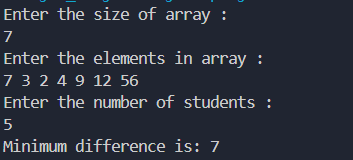 Enter the size of array :
7
Enter the elements in array :
7 3 2 4 9 12 56
Enter the number of students :
5
Minimum difference is: 7